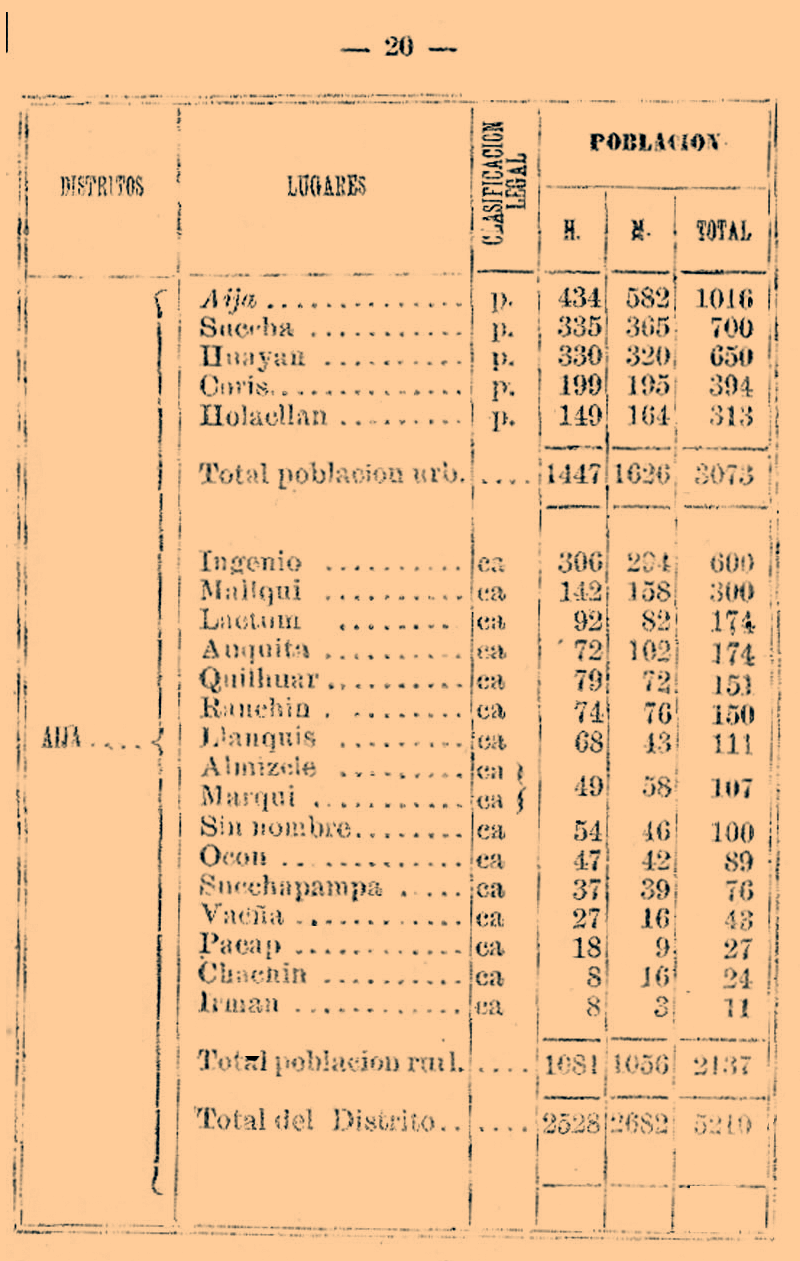 — 20 —
DISTRITOS LUGARES CLASIFICACION LEGAL POBLACION
H. M. TOTAL
Aija ............... p. 434 582 1016
Succha ............ p. 335 365 700
Huayan ........... p. 330 320 650
Coris............... p. 199 195 394
Holacllan ......... p. 149 164 313
Total poblacion urb. .... 1447 1626 3073
Ingenio ........... ca 306 294 600
Mallqui ........... ca 142 158 300
Lactum ......... ca 92 82 174
Auquita ........... ca 72 102 174
Quilhuar........... ca 79 72 151
Ranchin . ......... ca 74 76 150
AIJA ..... { Llanquis .......... ca 68 43 111
Almizcle .......... ca }
Marqui ............ ca } 49 58 107
Sin nombre......... ca 54 46 100
Ocon .. ............ ca 47 42 89
Succhapampa . .... ca 37 39 76
Vacña ............. ca 27 16 43
Pacap ............. ca 18 9 27
Chacnin ........... ca 8 16 24
Irman ............. ca 8 3 11
Total poblacion rural. .... 1081 1056 2137
Total del Distrito.. .... 2528 2682 5210